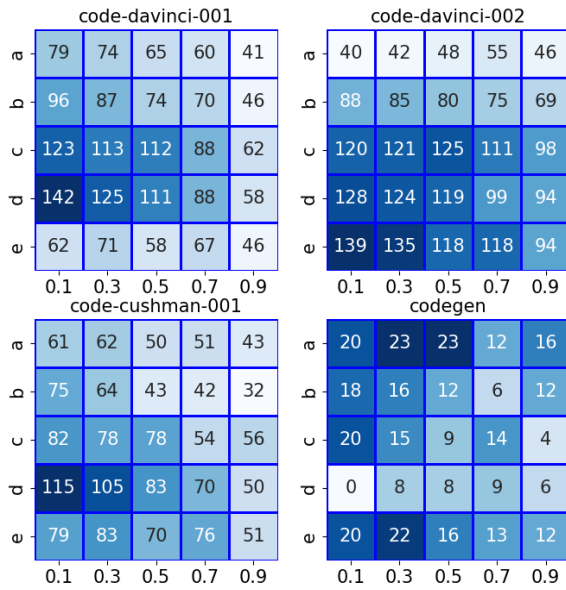 code-davinci-001
a 79 74 65 60 41
b 96 87 74 70 46
c 123 113 112 88 62
d 142 125 111 88 58
e 62 71 58 67 46
0.1 0.3 0.5 0.7 0.9
code-davinci-002
a 40 42 48 55 46
b 88 85 80 75 69
c 120 121 125 111 98
d 128 124 119 99 94
e 139 135 118 118 94
0.1 0.3 0.5 0.7 0.9
code-cushman-001
a 61 62 50 51 43
b 75 64 43 42 32
c 82 78 78 54 56
d 115 105 83 70 50
e 79 83 70 76 51
0.1 0.3 0.5 0.7 0.9
codegen
a 20 23 23 12 16
b 18 16 12 6 12
c 20 15 9 14 4
d 0 8 8 9 6
e 20 22 16 13 12
0.1 0.3 0.5 0.7 0.9